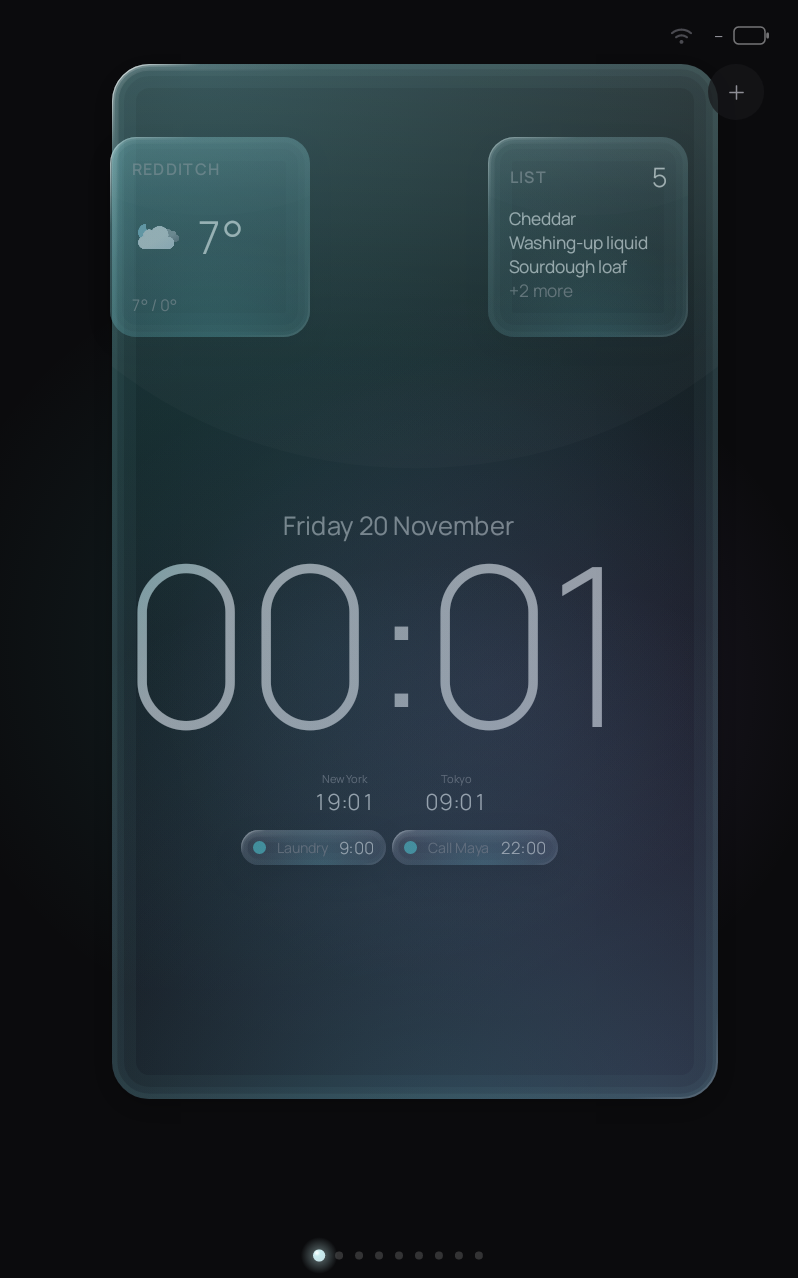 –
+
REDDITCH
7°
7° / 0°
LIST 5
Cheddar
Washing-up liquid
Sourdough loaf
+2 more
Friday 20 November
00:01
New York Tokyo
19:01 09:01
Laundry 9:00 Call Maya 22:00